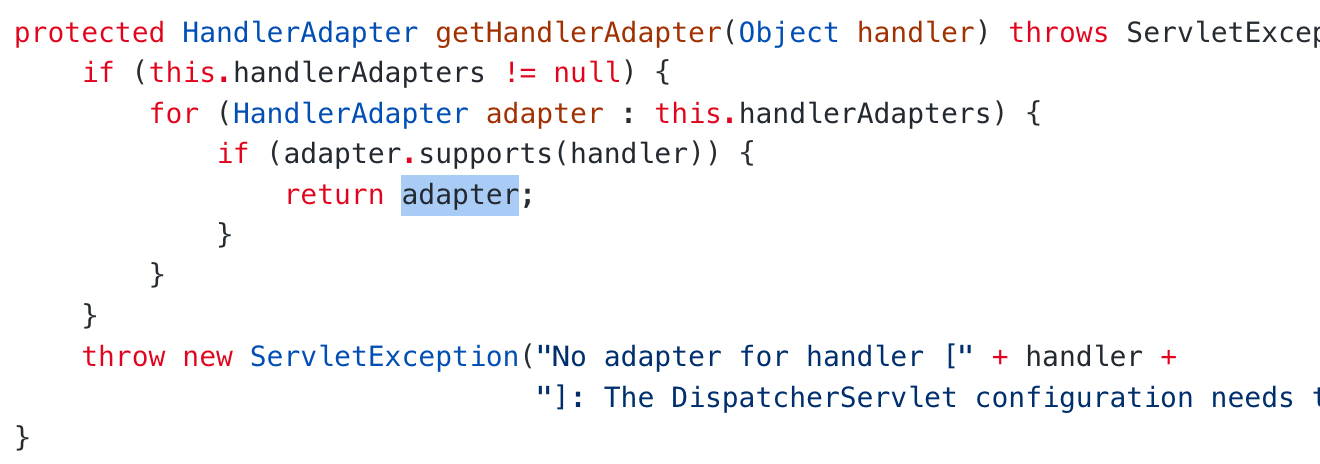 protected HandlerAdapter getHandlerAdapter(Object handler) throws ServletExcep
if (this.handlerAdapters != null) {
for (HandlerAdapter adapter : this.handlerAdapters) {
if (adapter.supports(handler)) {
return adapter;
}
}
}
throw new ServletException("No adapter for handler [" + handler +
"]: The DispatcherServlet configuration needs t
}